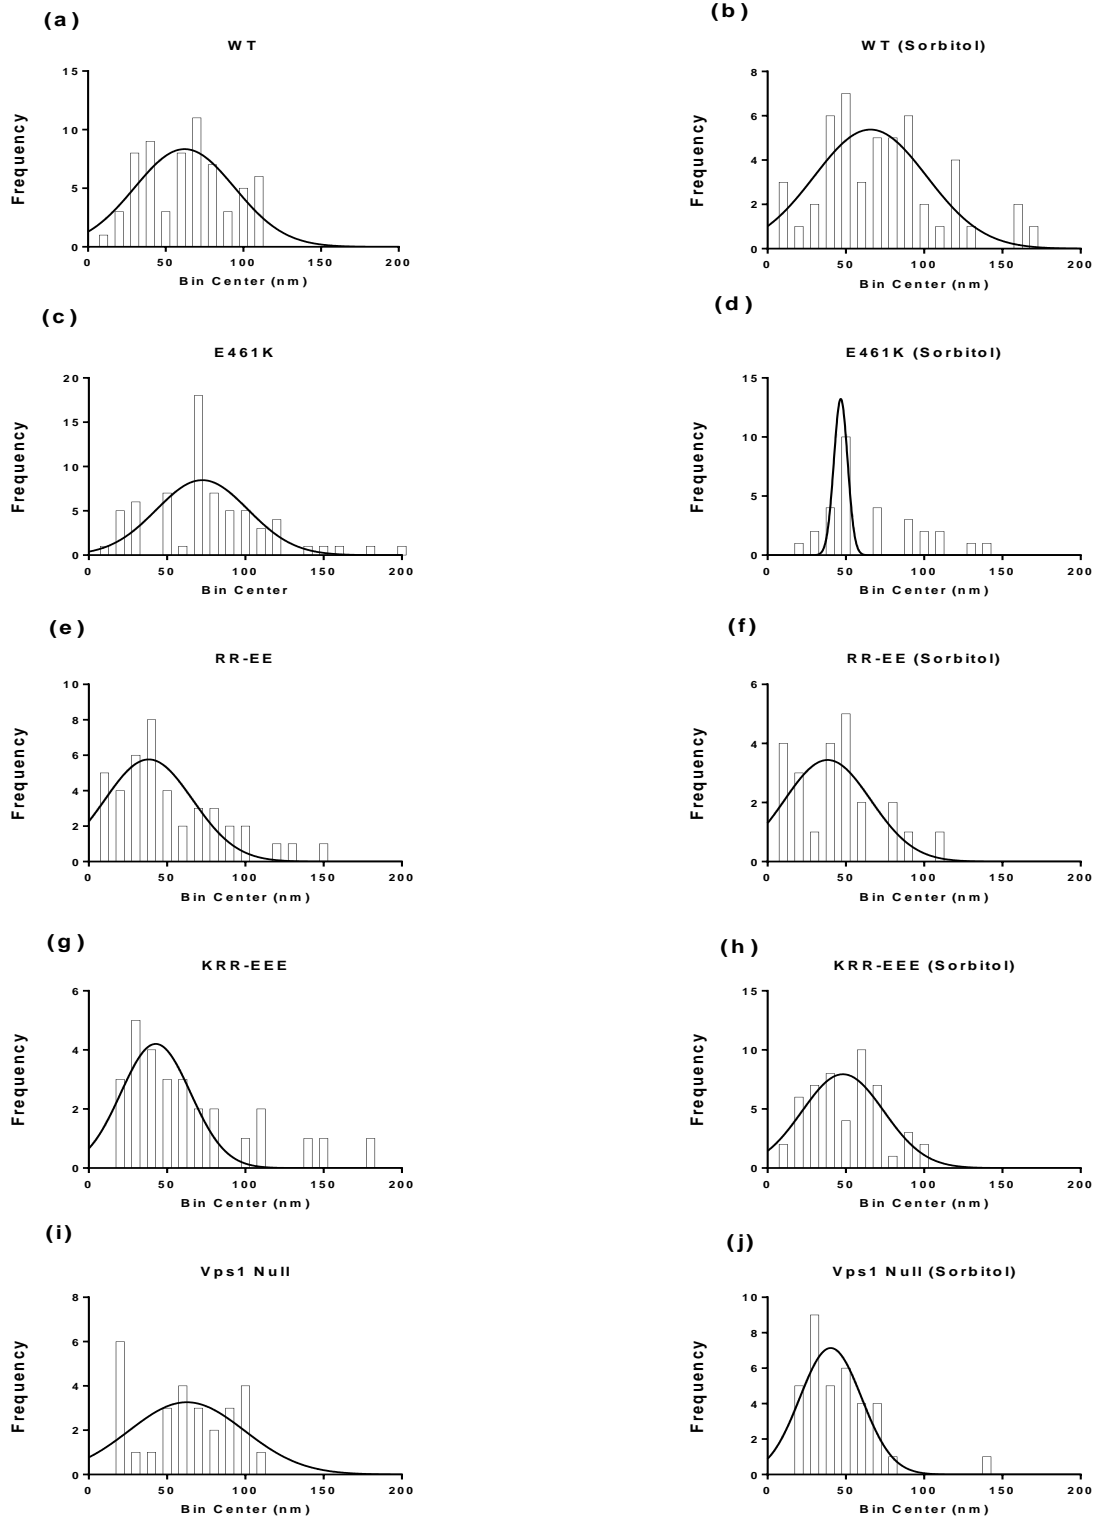 (a)
WT
15
10
5
0
Frequency
0 50 100 150 200
Bin Center (nm)
(b)
WT (Sorbitol)
8
6
4
2
0
Frequency
0 50 100 150 200
Bin Center (nm)
(c)
E461K
20
15
10
5
0
Frequency
0 50 100 150 200
Bin Center
(d)
E461K (Sorbitol)
15
10
5
0
Frequency
0 50 100 150 200
Bin Center (nm)
(e)
RR-EE
10
8
6
4
2
0
Frequency
0 50 100 150 200
Bin Center (nm)
(f)
RR-EE (Sorbitol)
6
4
2
0
Frequency
0 50 100 150 200
Bin Center (nm)
(g)
KRR-EEE
6
4
2
0
Frequency
0 50 100 150 200
Bin Center (nm)
(h)
KRR-EEE (Sorbitol)
15
10
5
0
Frequency
0 50 100 150 200
Bin Center (nm)
(i)
Vps1 Null
8
6
4
2
0
Frequency
0 50 100 150 200
Bin Center (nm)
(j)
Vps1 Null (Sorbitol)
10
8
6
4
2
0
Frequency
0 50 100 150 200
Bin Center (nm)